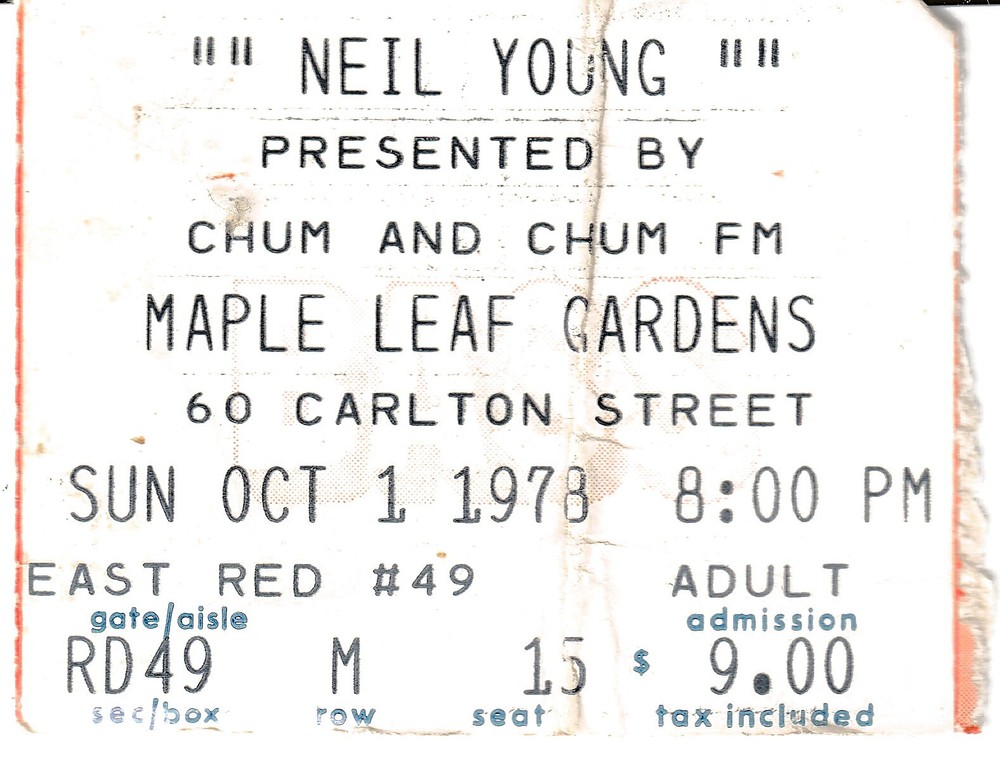 "" NEIL YOUNG ""
PRESENTED BY
CHUM AND CHUM FM
MAPLE LEAF GARDENS
60 CARLTON STREET
SUN OCT 1 1978 8:00 PM
EAST RED #49 ADULT
gate/aisle admission
RD49 M 15 $ 9.00
sec/box row seat tax included